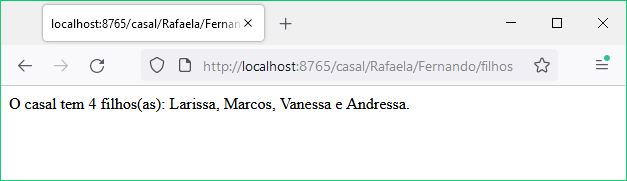 localhost:8765/casal/Rafaela/Fernan
http://localhost:8765/casal/Rafaela/Fernando/filhos
O casal tem 4 filhos(as): Larissa, Marcos, Vanessa e Andressa.